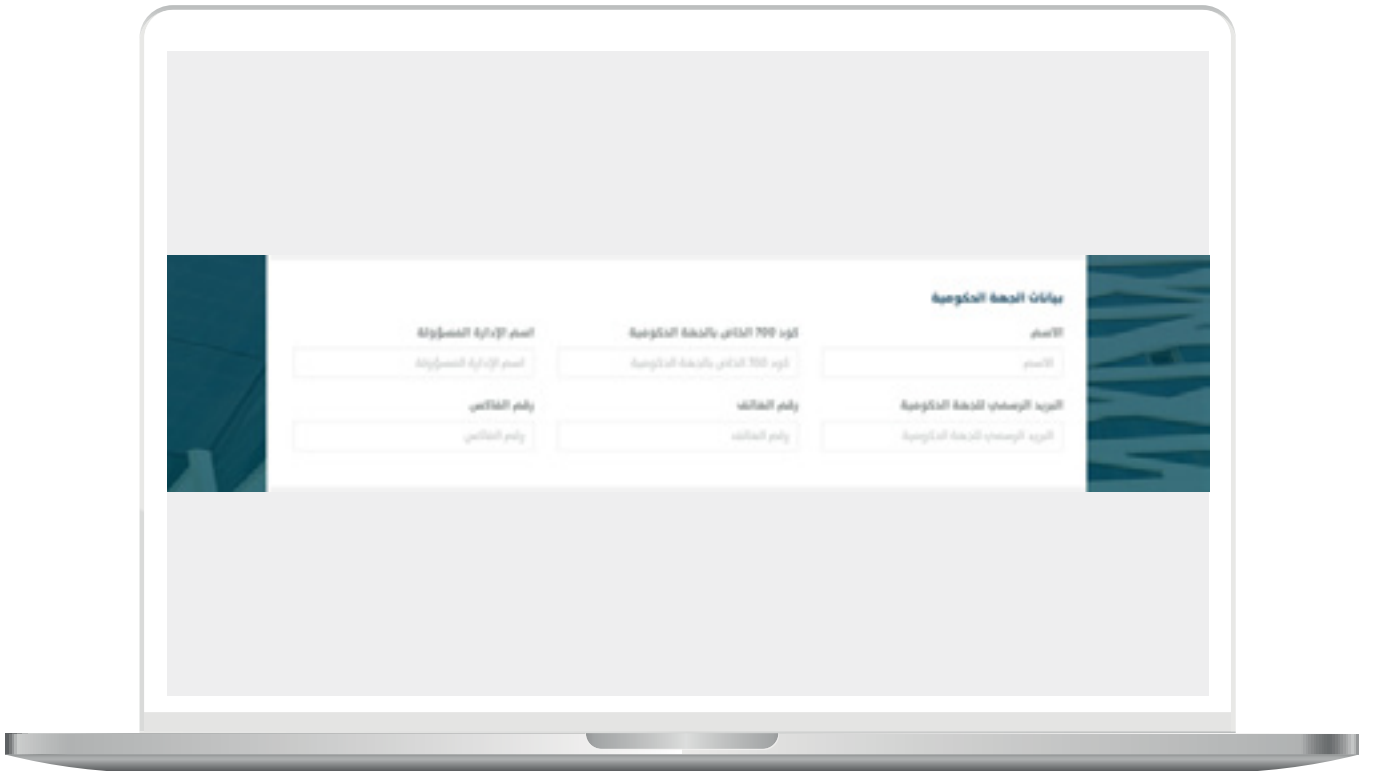 بيانات الجهة الحكومية
الاسم
كود 700 الخاص بالجهة الحكومية
اسم الإدارة المسؤولة
الاسم
كود 700 الخاص بالجهة الحكومية
اسم الإدارة المسؤولة
البريد الرسمي للجهة الحكومية
رقم الهاتف
رقم الفاكس
البريد الرسمي للجهة الحكومية
رقم الهاتف
رقم الفاكس